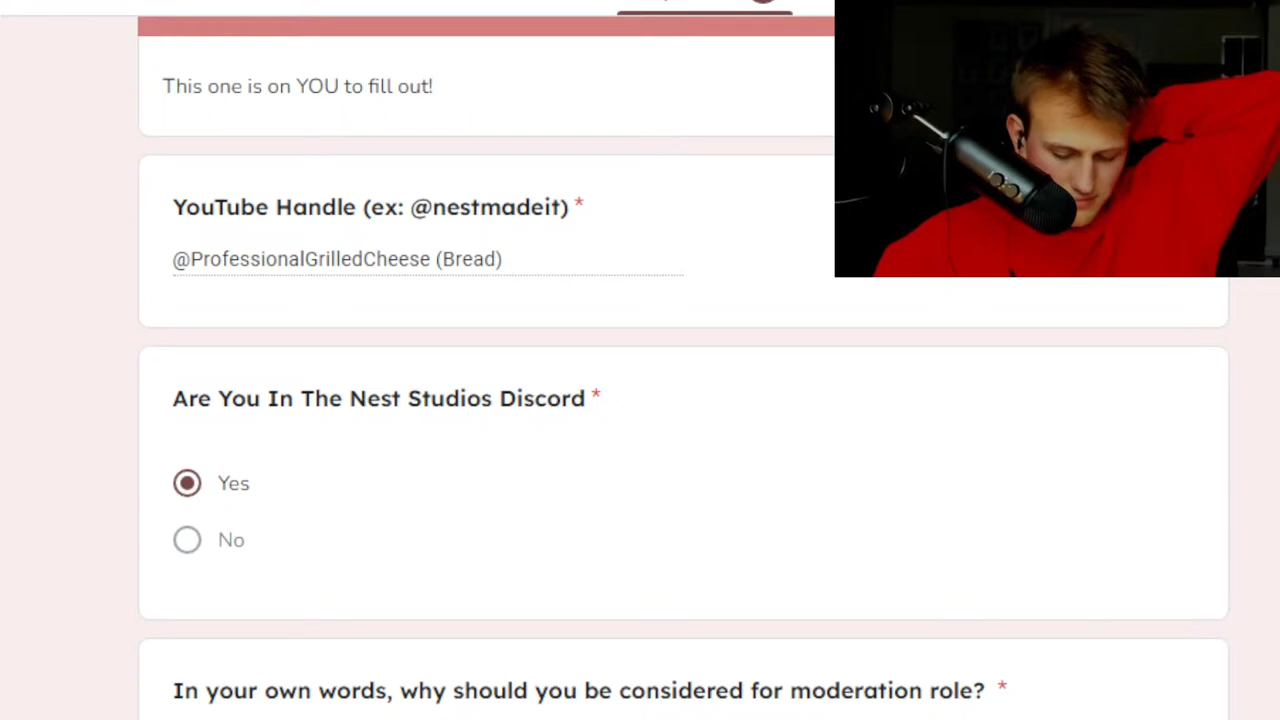 This one is on YOU to fill out!
YouTube Handle (ex: @nestmadeit) *
@ProfessionalGrilledCheese (Bread)
Are You In The Nest Studios Discord *
Yes
No
In your own words, why should you be considered for moderation role? *